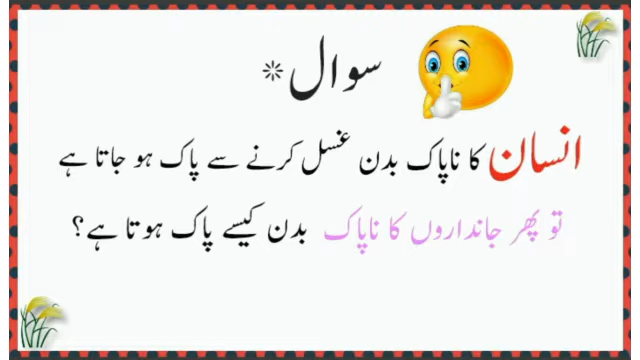 سوال*
انسان کا ناپاک بدن غسل کرنے سے پاک ہو جاتا ہے
تو پھر جانداروں کا ناپاک بدن کیسے پاک ہوتا ہے؟